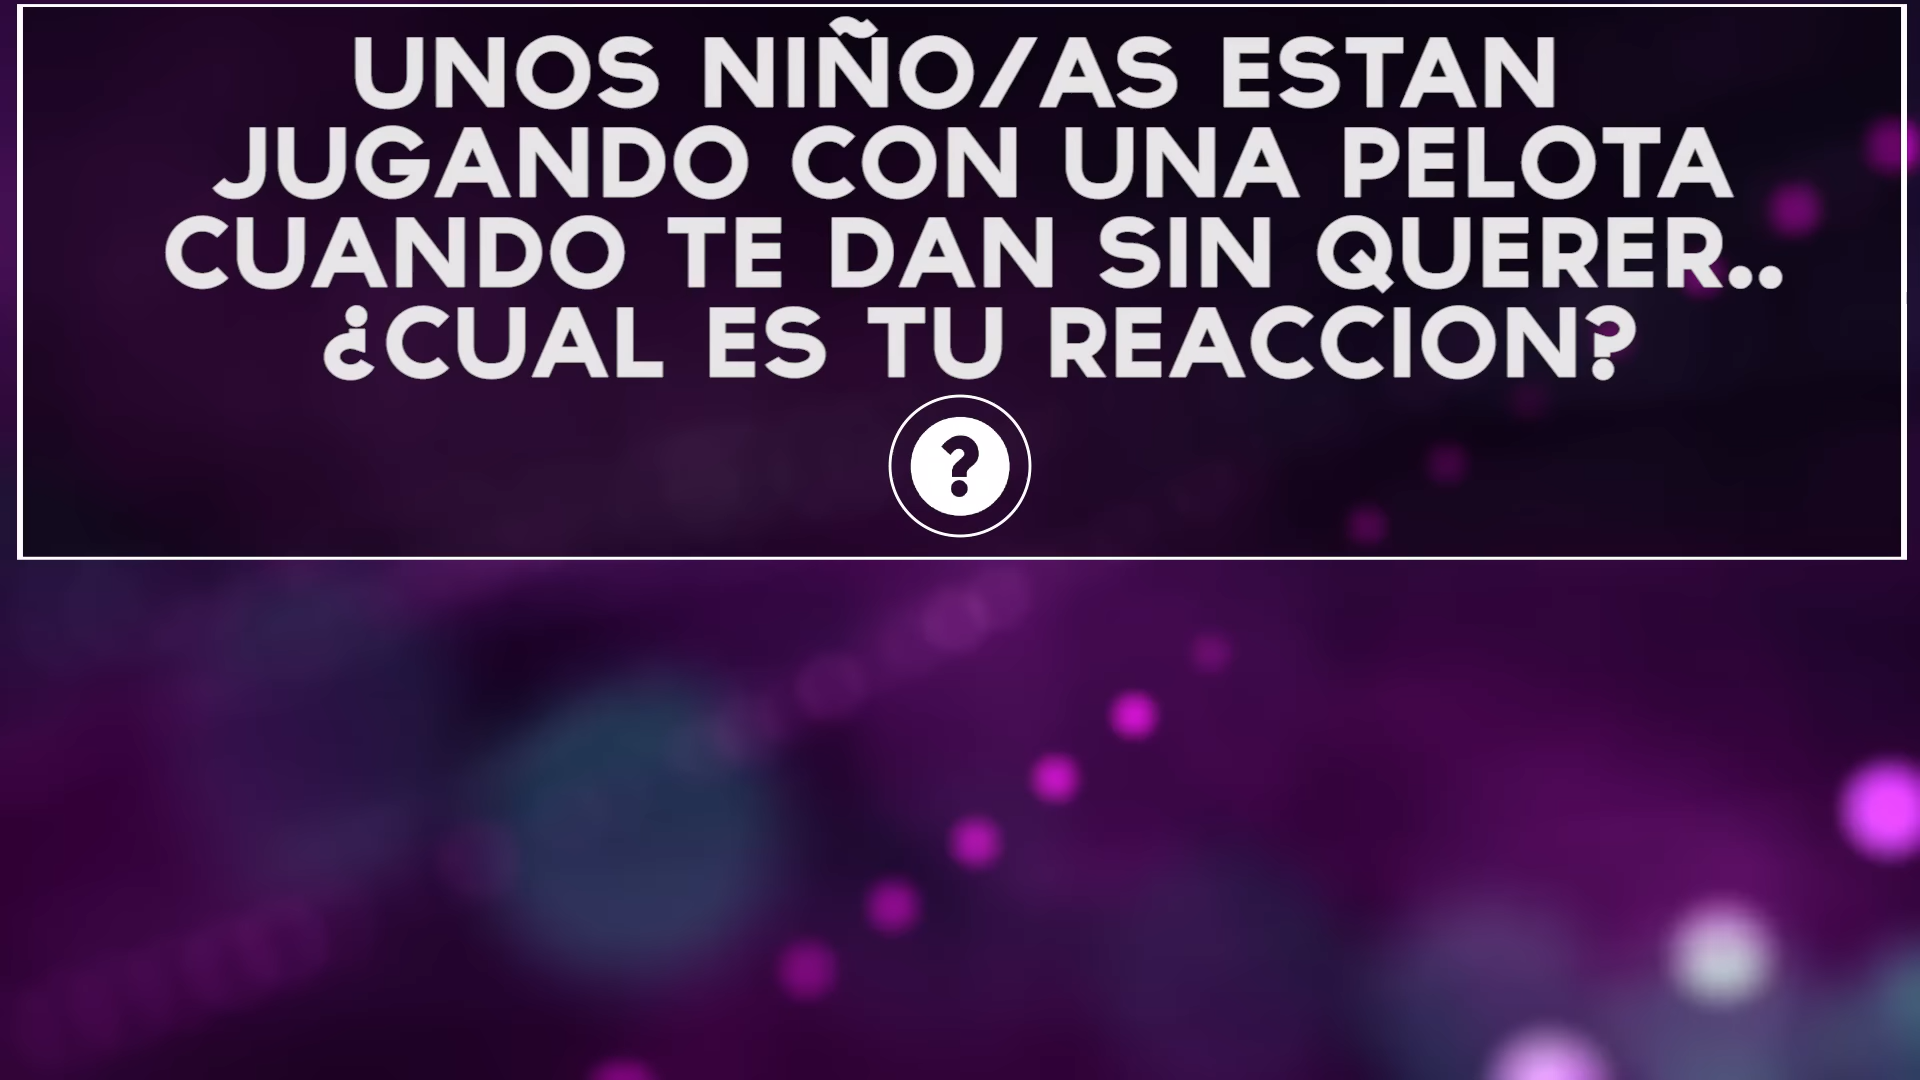 UNOS NIÑO/AS ESTAN
JUGANDO CON UNA PELOTA
CUANDO TE DAN SIN QUERER..
¿CUAL ES TU REACCION?
?